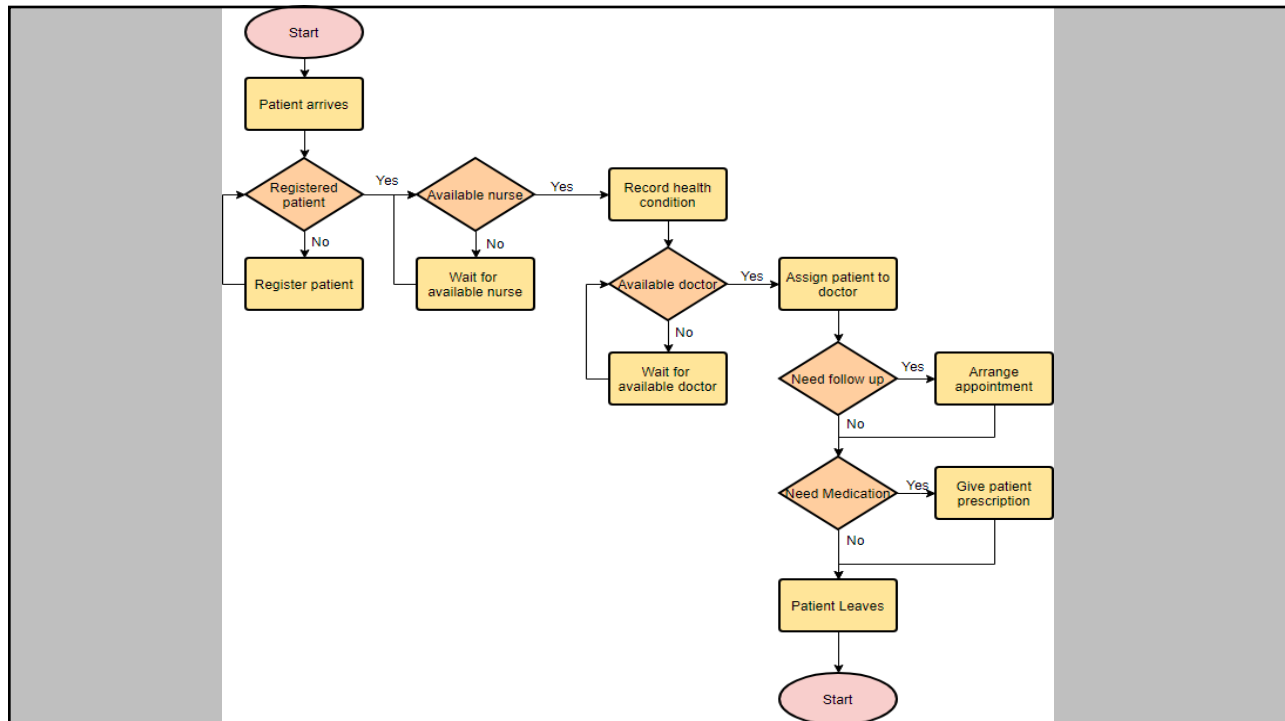 Start
Patient arrives
Registered
patient
Yes
No
Register patient
Available nurse
Yes
No
Wait for
available nurse
Record health
condition
Available doctor
Yes
No
Wait for
available doctor
Assign patient to
doctor
Need follow up
Yes
No
Arrange
appointment
Need Medication
Yes
No
Give patient
prescription
Patient Leaves
Start